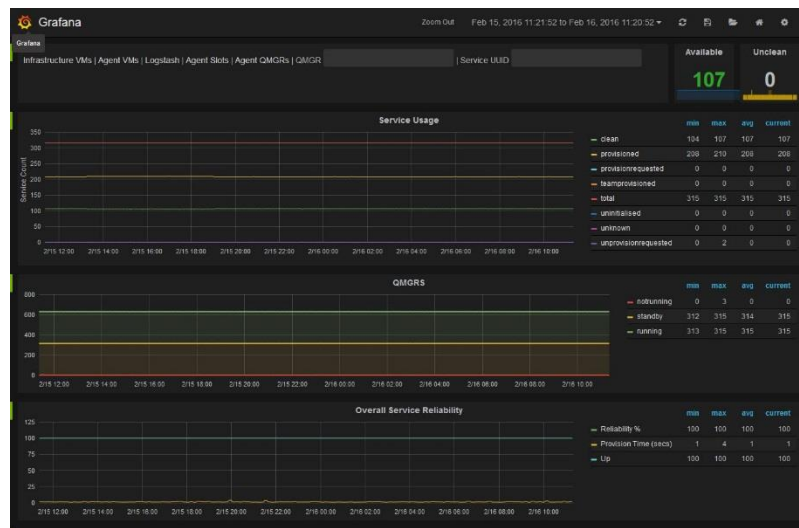 Grafana
Zoom Out Feb 15, 2016 11:21:52 to Feb 16, 2016 11:20:52
Grafana
Infrastructure VMs | Agent VMs | Logstash | Agent Slots | Agent QMGRs | QMGR | Service UUID
Available
107
Unclean
0
Service Usage
Service Count
350
300
250
200
150
100
50
0
2/15 12:00 2/15 14:00 2/15 16:00 2/15 18:00 2/15 20:00 2/15 22:00 2/16 00:00 2/16 02:00 2/16 04:00 2/16 06:00 2/16 08:00 2/16 10:00
min max avg current
clean 104 107 107 107
provisioned 208 210 208 208
provisionrequested 0 0 0 0
teamprovisioned 0 0 0 0
total 315 315 315 315
uninitialised 0 0 0 0
unknown 0 0 0 0
unprovisionrequested 0 2 0 0
QMGRS
800
600
400
200
0
2/15 12:00 2/15 14:00 2/15 16:00 2/15 18:00 2/15 20:00 2/15 22:00 2/16 00:00 2/16 02:00 2/16 04:00 2/16 06:00 2/16 08:00 2/16 10:00
min max avg current
notrunning 0 3 0 0
standby 312 315 314 315
running 313 315 315 315
Overall Service Reliability
125
100
75
50
25
0
2/15 12:00 2/15 14:00 2/15 16:00 2/15 18:00 2/15 20:00 2/15 22:00 2/16 00:00 2/16 02:00 2/16 04:00 2/16 06:00 2/16 08:00 2/16 10:00
min max avg current
Reliability % 100 100 100 100
Provision Time (secs) 1 4 1 1
Up 100 100 100 100